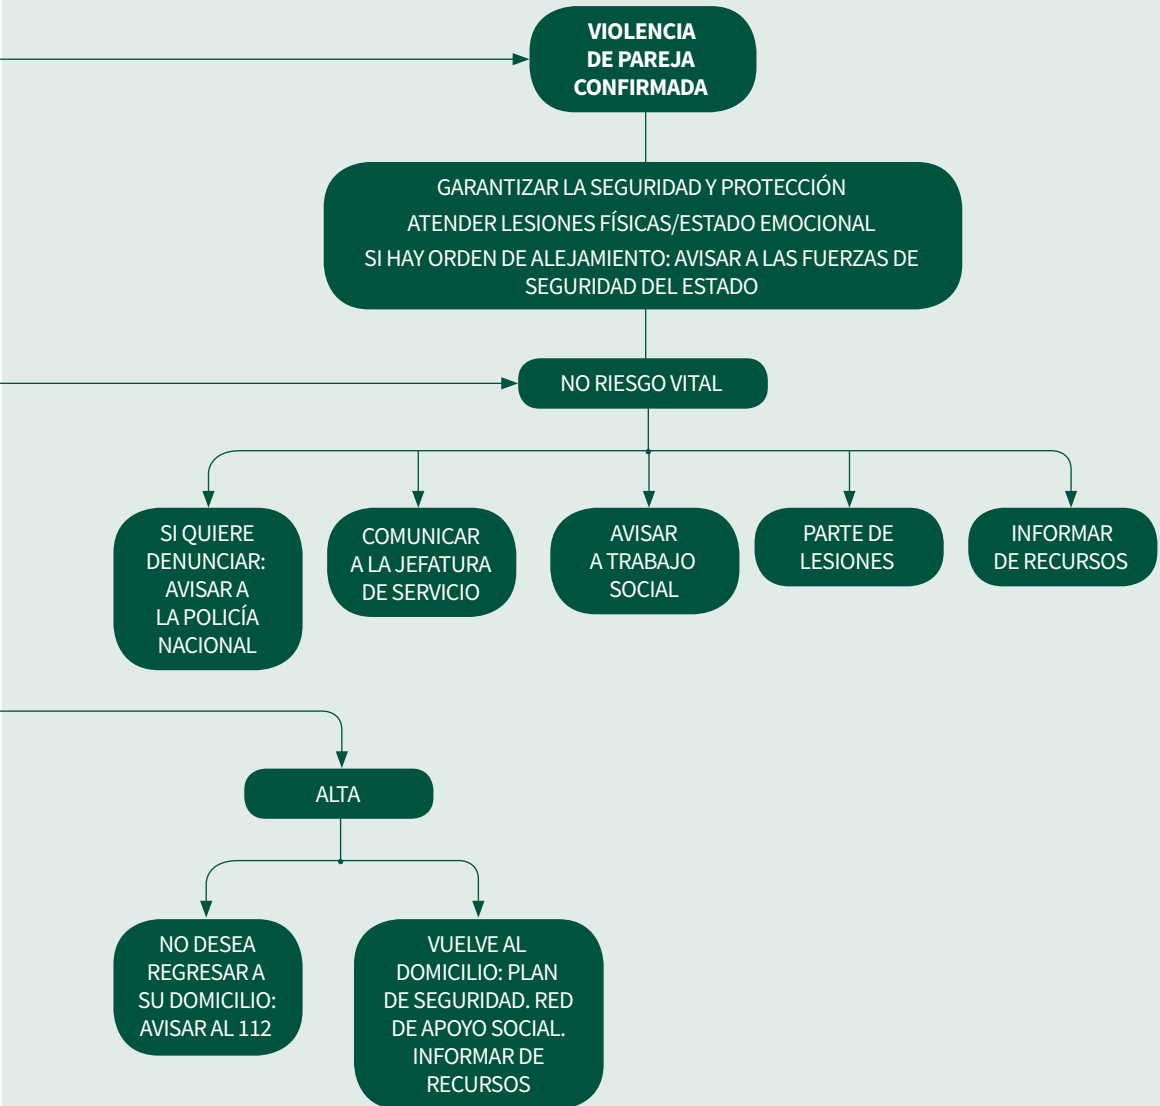 VIOLENCIA
DE PAREJA
CONFIRMADA
GARANTIZAR LA SEGURIDAD Y PROTECCIÓN
ATENDER LESIONES FÍSICAS/ESTADO EMOCIONAL
SI HAY ORDEN DE ALEJAMIENTO: AVISAR A LAS FUERZAS DE
SEGURIDAD DEL ESTADO
NO RIESGO VITAL
SI QUIERE
DENUNCIAR:
AVISAR A
LA POLICÍA
NACIONAL
COMUNICAR
A LA JEFATURA
DE SERVICIO
AVISAR
A TRABAJO
SOCIAL
PARTE DE
LESIONES
INFORMAR
DE RECURSOS
ALTA
NO DESEA
REGRESAR A
SU DOMICILIO:
AVISAR AL 112
VUELVE AL
DOMICILIO: PLAN
DE SEGURIDAD. RED
DE APOYO SOCIAL.
INFORMAR DE
RECURSOS